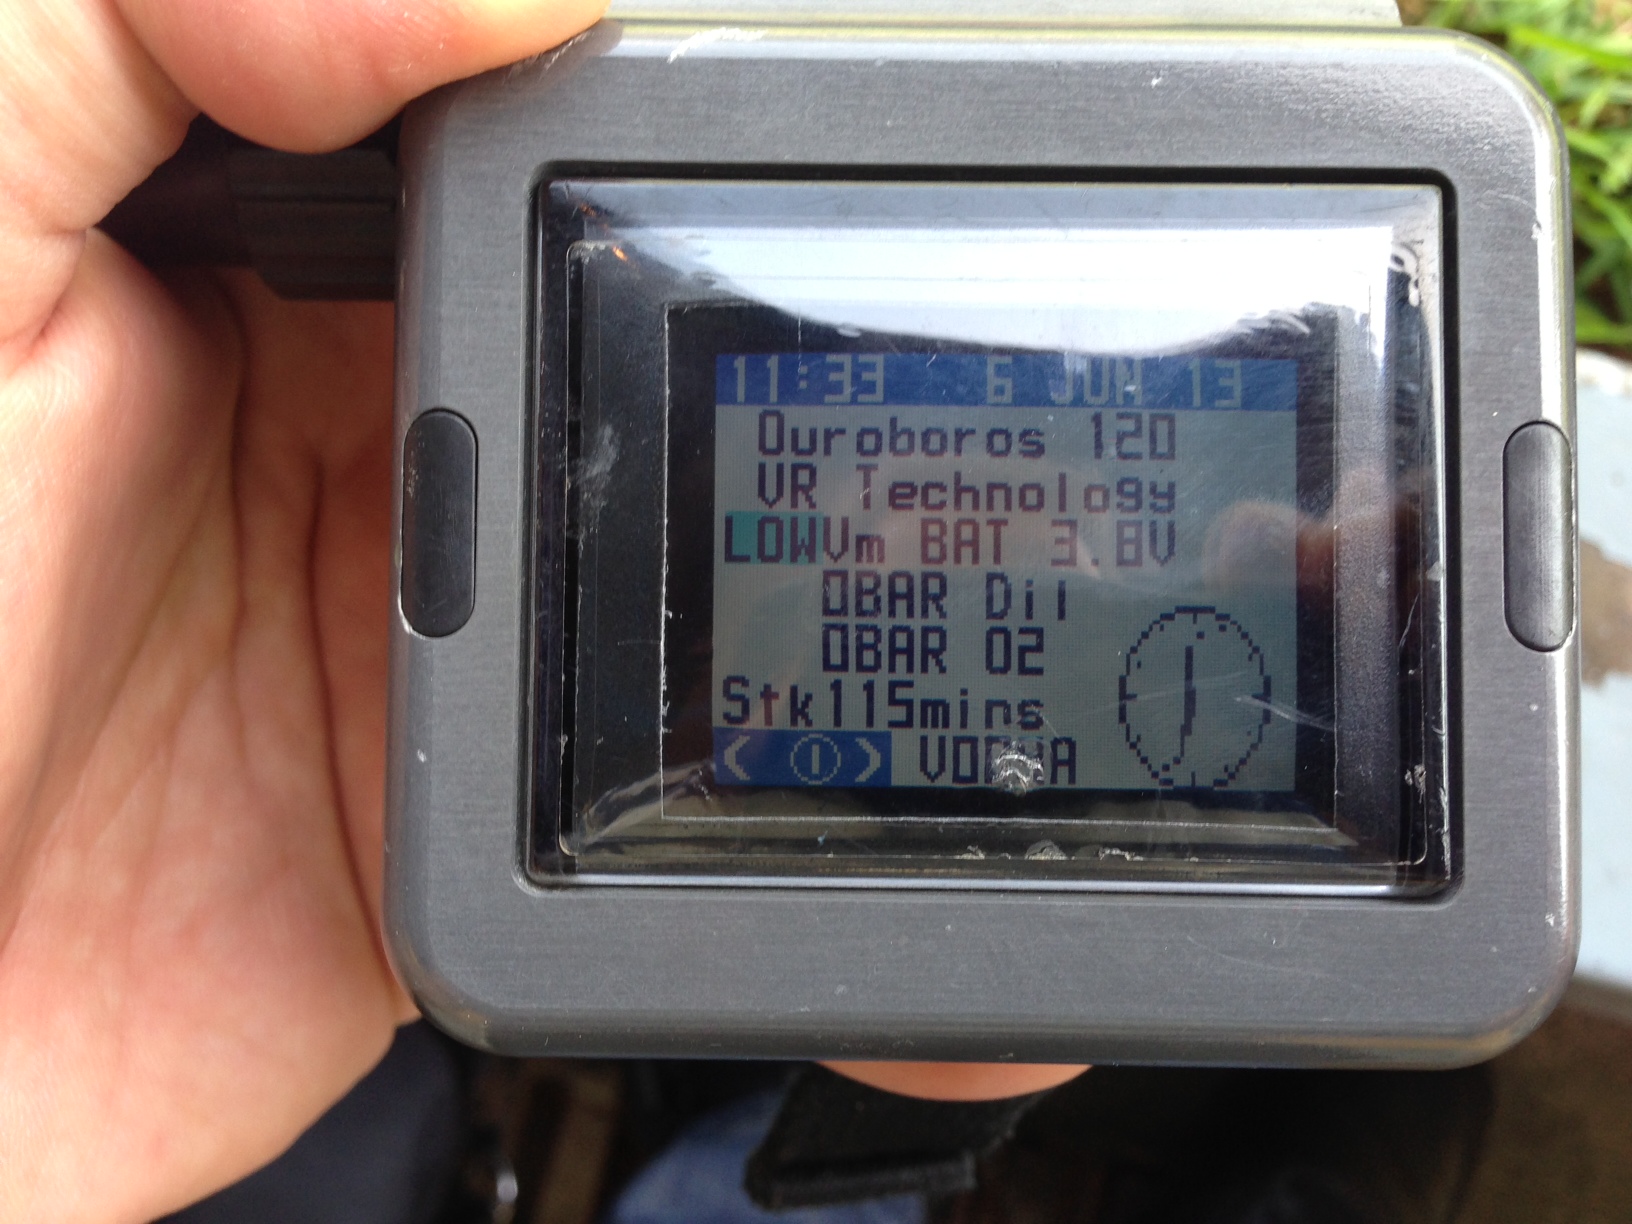 11:33 6 JUN 13
Ouroboros 120
VR Technology
LOWVm BAT 3.8V
0BAR Dil
0BAR O2
Stk115mins
< >